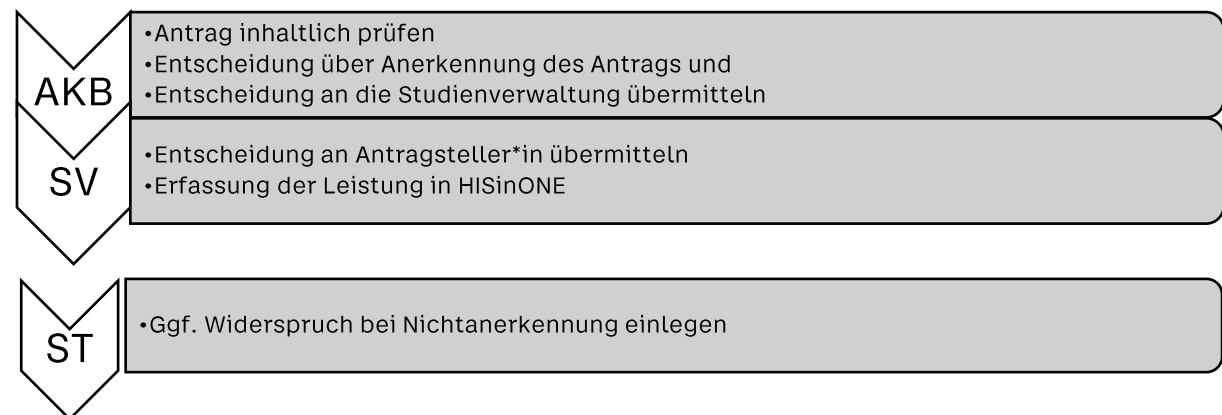 AKB
•Antrag inhaltlich prüfen
•Entscheidung über Anerkennung des Antrags und
•Entscheidung an die Studienverwaltung übermitteln
SV
•Entscheidung an Antragsteller*in übermitteln
•Erfassung der Leistung in HISinONE
ST
•Ggf. Widerspruch bei Nichtanerkennung einlegen